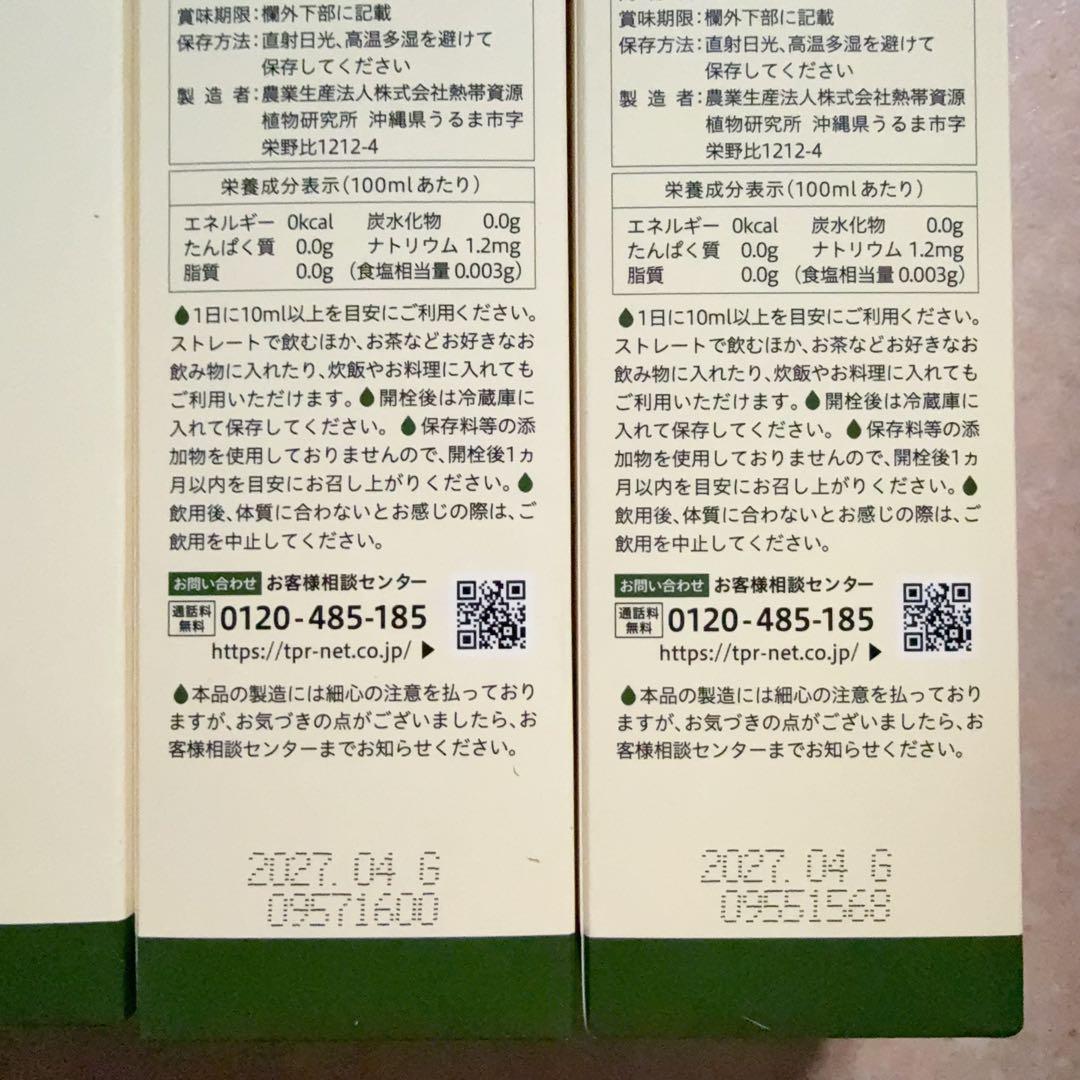 賞味期限：欄外下部に記載
保存方法：直射日光、高温多湿を避けて
保存してください
製造者：農業生産法人株式会社熱帯資源
植物研究所 沖縄県うるま市字
栄野比1212-4
栄養成分表示（100mlあたり）
エネルギー 0kcal 炭水化物 0.0g
たんぱく質 0.0g ナトリウム 1.2mg
脂質 0.0g （食塩相当量 0.003g）
1日に10ml以上を目安にご利用ください。
ストレートで飲むほか、お茶などお好きなお
飲み物に入れたり、炊飯やお料理に入れても
ご利用いただけます。開栓後は冷蔵庫に
入れて保存してください。保存料等の添
加物を使用しておりませんので、開栓後1ヵ
月以内を目安にお召し上がりください。
飲用後、体質に合わないとお感じの際は、ご
飲用を中止してください。
お問い合わせ お客様相談センター
通話料無料 0120-485-185
https://tpr-net.co.jp/ ▶
本品の製造には細心の注意を払っており
ますが、お気づきの点がございましたら、お
客様相談センターまでお知らせください。
2027.04 6
09571600
賞味期限：欄外下部に記載
保存方法：直射日光、高温多湿を避けて
保存してください
製造者：農業生産法人株式会社熱帯資源
植物研究所 沖縄県うるま市字
栄野比1212-4
栄養成分表示（100mlあたり）
エネルギー 0kcal 炭水化物 0.0g
たんぱく質 0.0g ナトリウム 1.2mg
脂質 0.0g （食塩相当量 0.003g）
1日に10ml以上を目安にご利用ください。
ストレートで飲むほか、お茶などお好きなお
飲み物に入れたり、炊飯やお料理に入れても
ご利用いただけます。開栓後は冷蔵庫に
入れて保存してください。保存料等の添
加物を使用しておりませんので、開栓後1ヵ
月以内を目安にお召し上がりください。
飲用後、体質に合わないとお感じの際は、ご
飲用を中止してください。
お問い合わせ お客様相談センター
通話料無料 0120-485-185
https://tpr-net.co.jp/ ▶
本品の製造には細心の注意を払っており
ますが、お気づきの点がございましたら、お
客様相談センターまでお知らせください。
2027.04 6
09551568